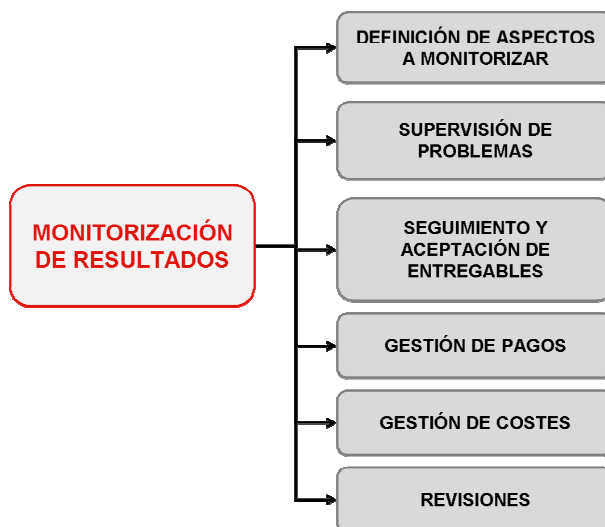 MONITORIZACIÓN
DE RESULTADOS
DEFINICIÓN DE ASPECTOS
A MONITORIZAR
SUPERVISIÓN DE
PROBLEMAS
SEGUIMIENTO Y
ACEPTACIÓN DE
ENTREGABLES
GESTIÓN DE PAGOS
GESTIÓN DE COSTES
REVISIONES